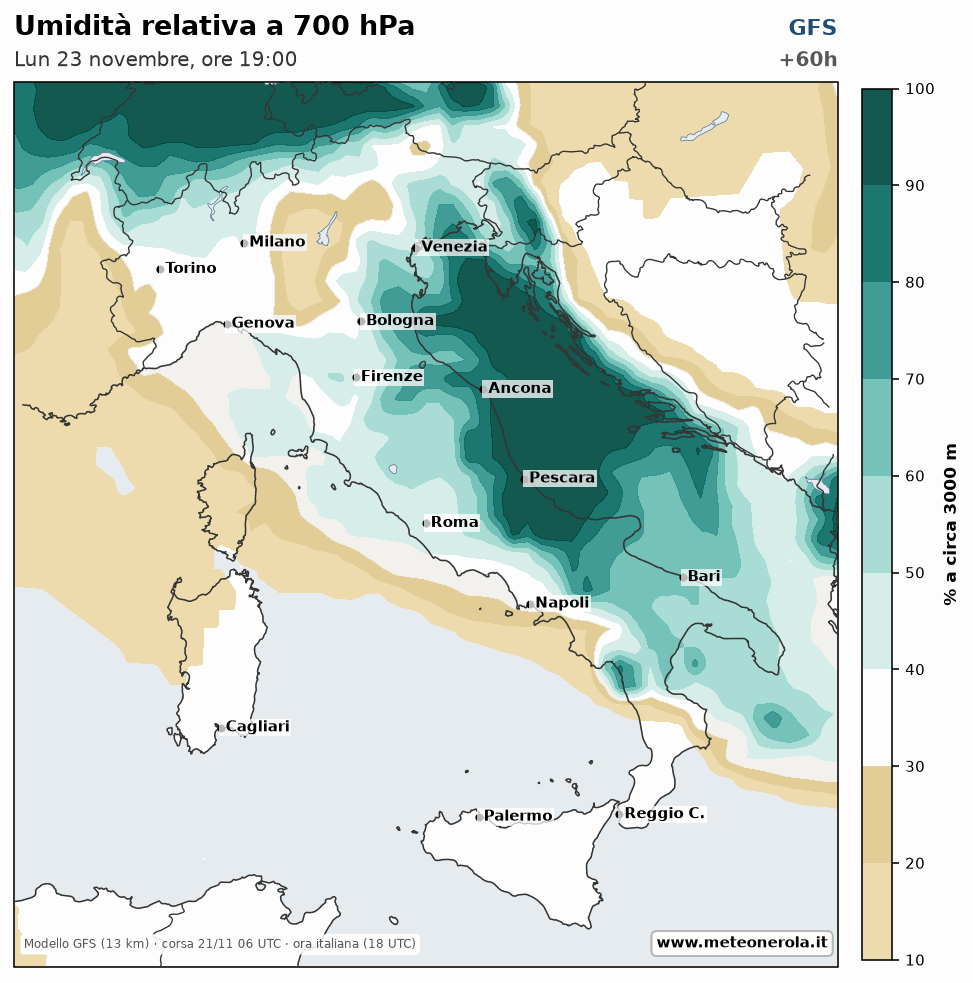 Umidità relativa a 700 hPa
GFS
Lun 23 novembre, ore 19:00
+60h
100
90
80
70
60
50
40
30
20
10
% a circa 3000 m
Milano
Venezia
Torino
Genova
Bologna
Firenze
Ancona
Pescara
Roma
Bari
Napoli
Cagliari
Palermo
Reggio C.
Modello GFS (13 km) · corsa 21/11 06 UTC · ora italiana (18 UTC)
www.meteonerola.it